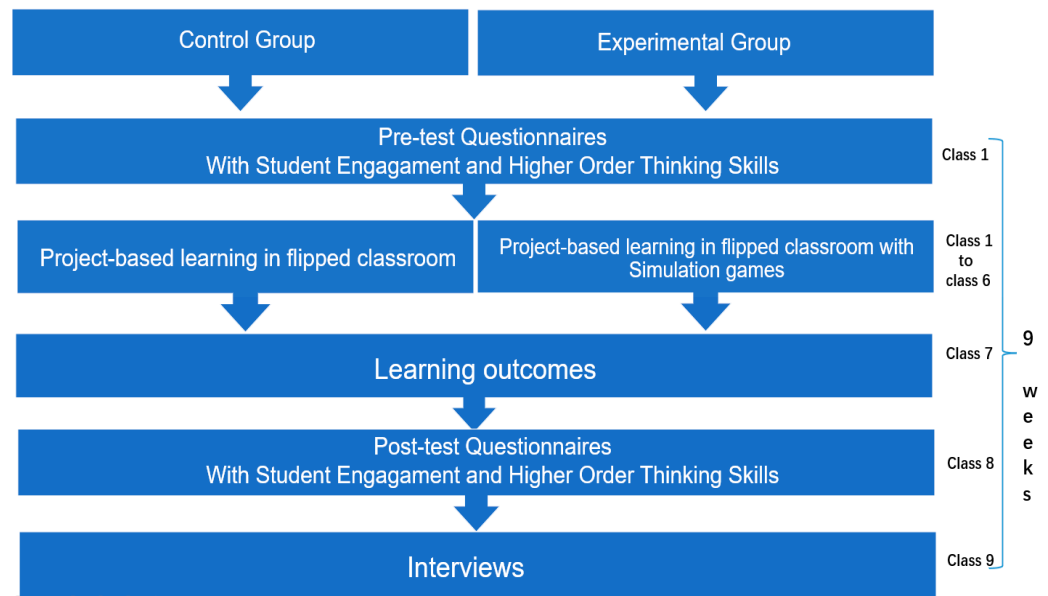 Control Group
Experimental Group
Pre-test Questionnaires
With Student Engagament and Higher Order Thinking Skills
Class 1
Project-based learning in flipped classroom
Project-based learning in flipped classroom with
Simulation games
Class 1
to
class 6
Learning outcomes
Class 7
Post-test Questionnaires
With Student Engagament and Higher Order Thinking Skills
Class 8
Interviews
Class 9
9
weeks